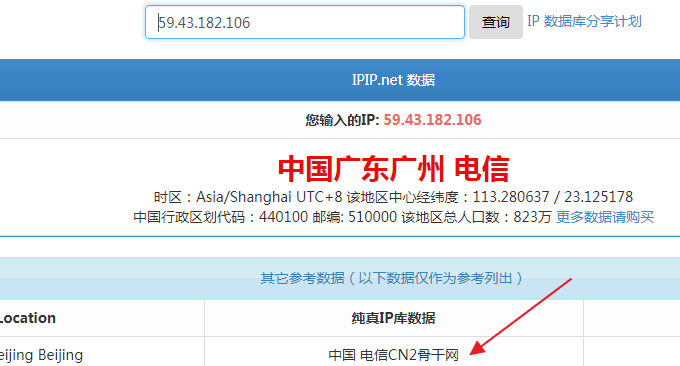 59.43.182.106 查询 IP 数据库分享计划
IPIP.net 数据
您输入的IP: 59.43.182.106
中国广东广州 电信
时区：Asia/Shanghai UTC+8 该地区中心经纬度：113.280637 / 23.125178
中国行政区划代码：440100 邮编: 510000 该地区总人口数：823万 更多数据请购买
其它参考数据（以下数据仅作为参考列出）
Location 纯真IP库数据
eijing Beijing 中国 电信CN2骨干网